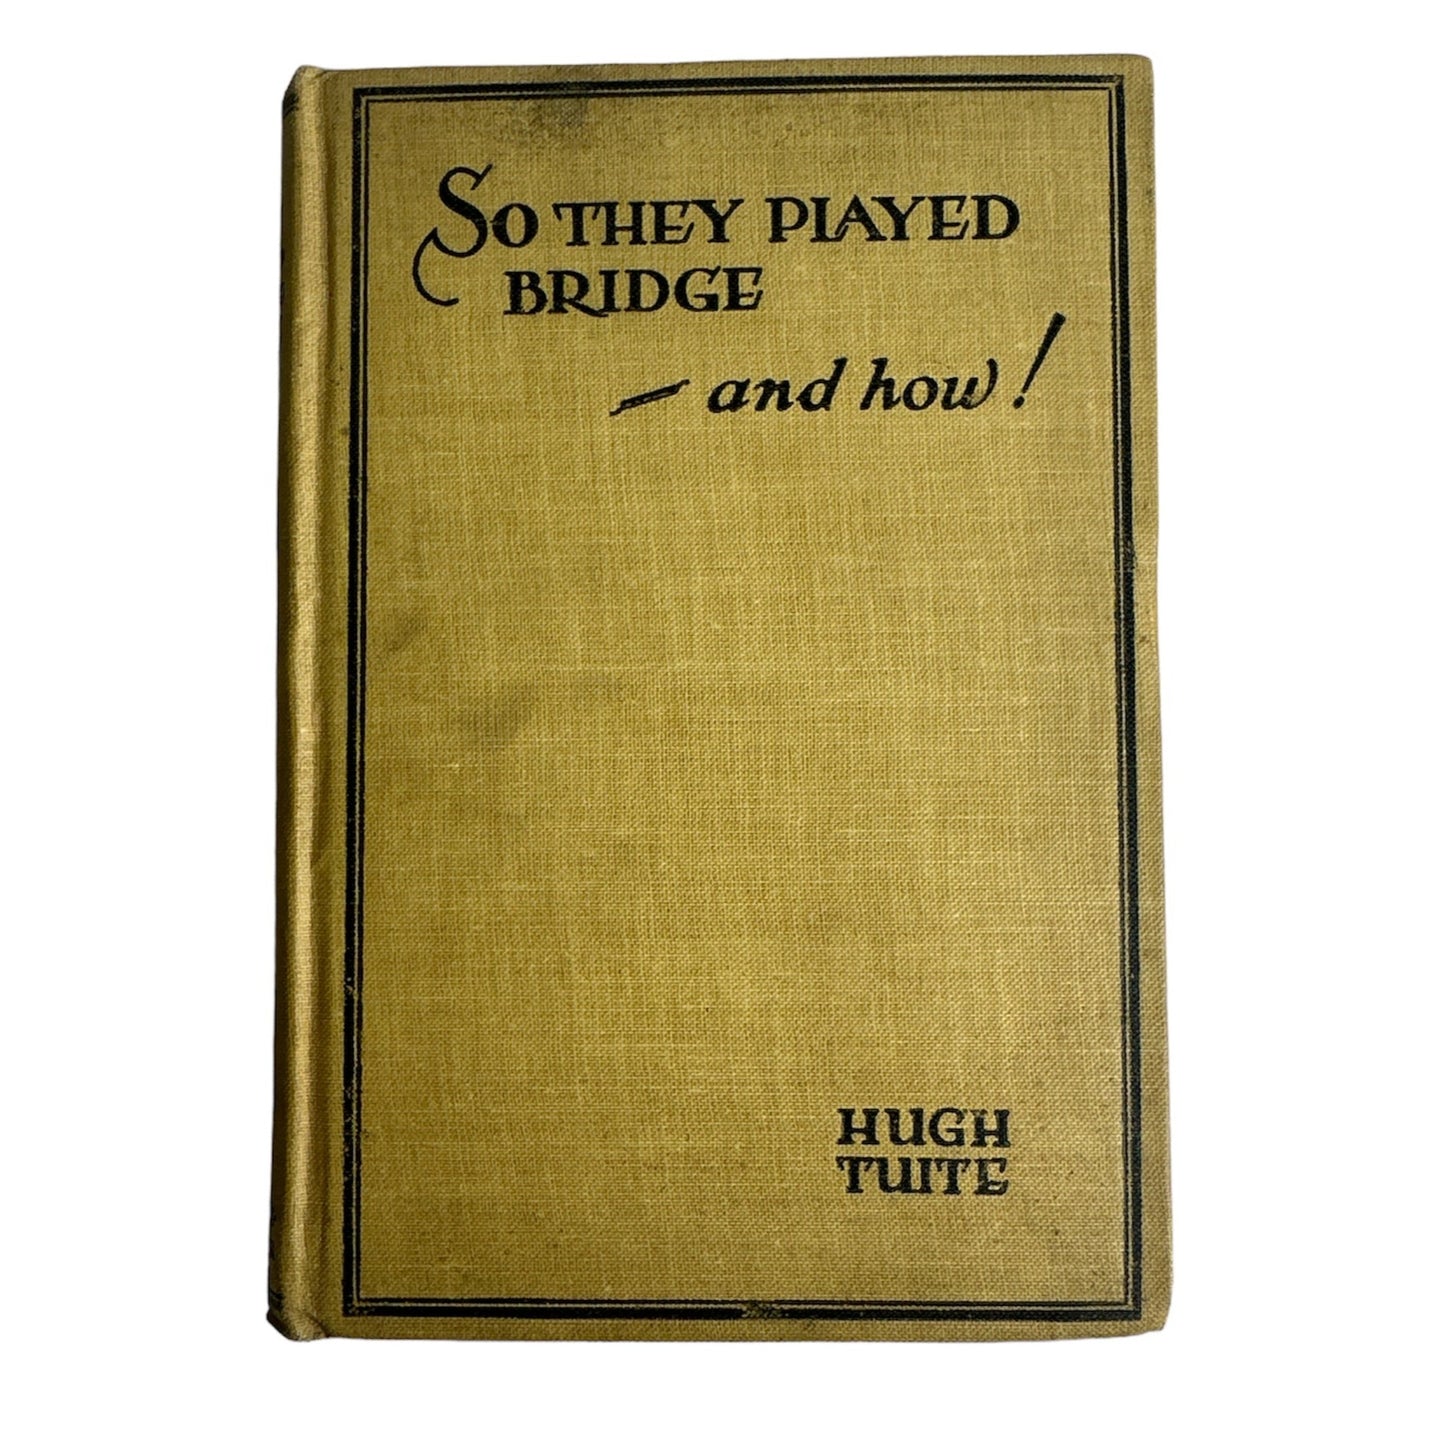 So THEY PLAYED
BRIDGE
— and how!
HUGH
TUITE